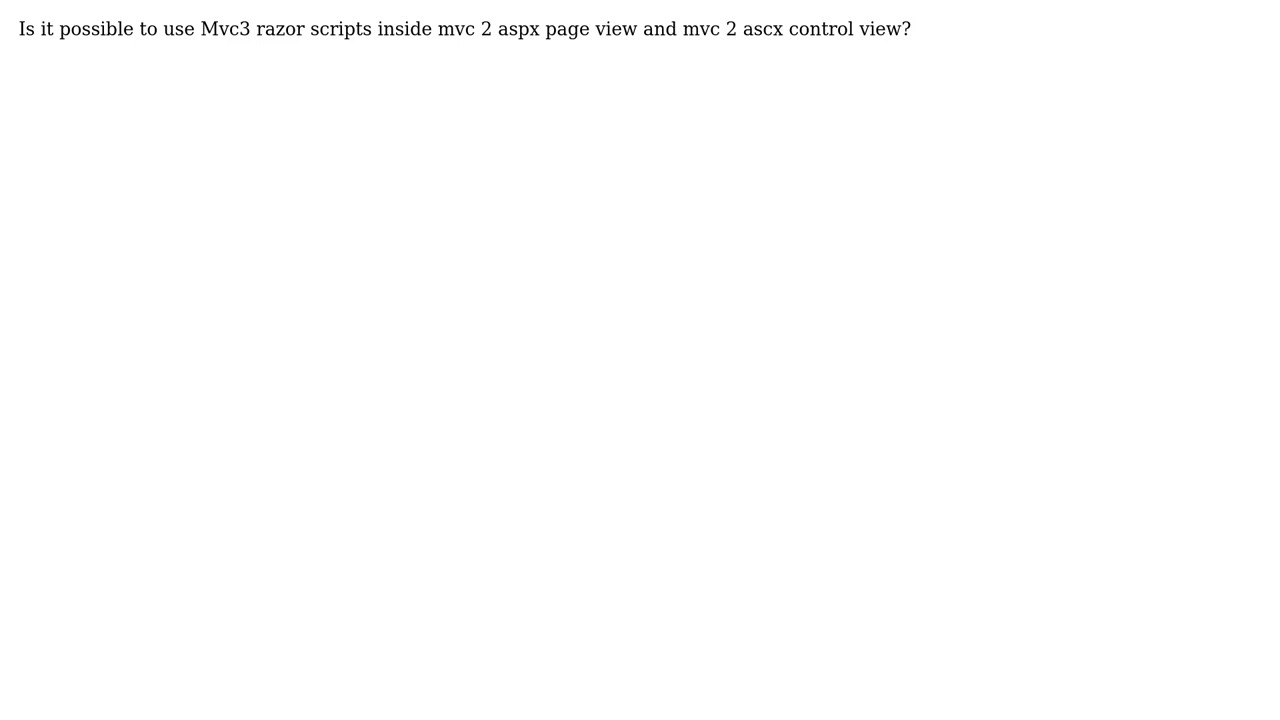 Is it possible to use Mvc3 razor scripts inside mvc 2 aspx page view and mvc 2 ascx control view?